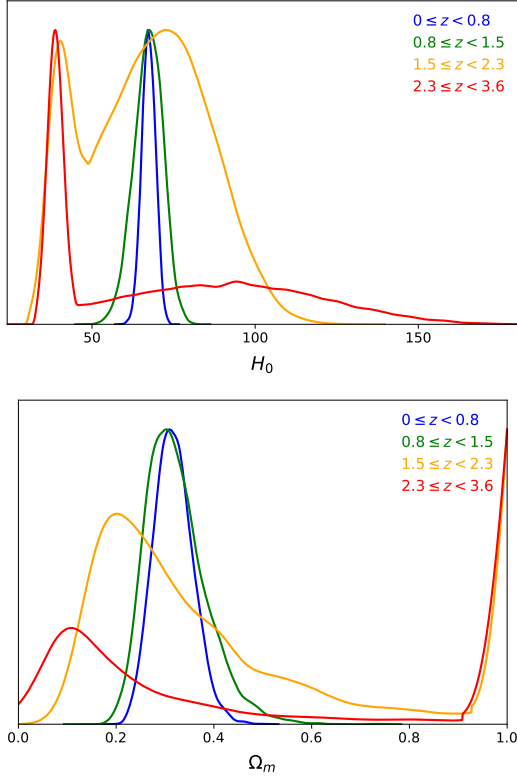 0 ≤ z < 0.8
0.8 ≤ z < 1.5
1.5 ≤ z < 2.3
2.3 ≤ z < 3.6
50 100 150
H₀
0 ≤ z < 0.8
0.8 ≤ z < 1.5
1.5 ≤ z < 2.3
2.3 ≤ z < 3.6
0.0 0.2 0.4 0.6 0.8 1.0
Ωₘ